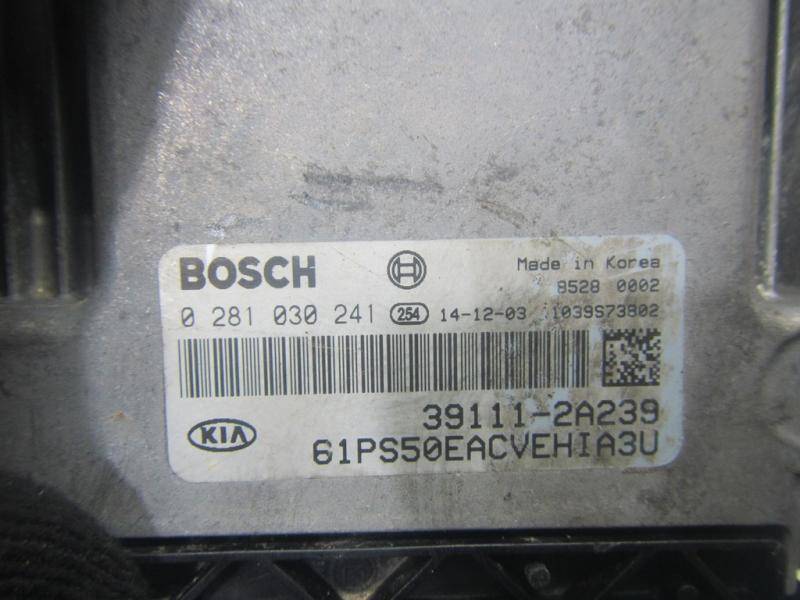 BOSCH Made in Korea
8528 0002
0 281 030 241 254 14-12-03 1039S73802
39111-2A239
KIA 61PS50EACVEHIA3U